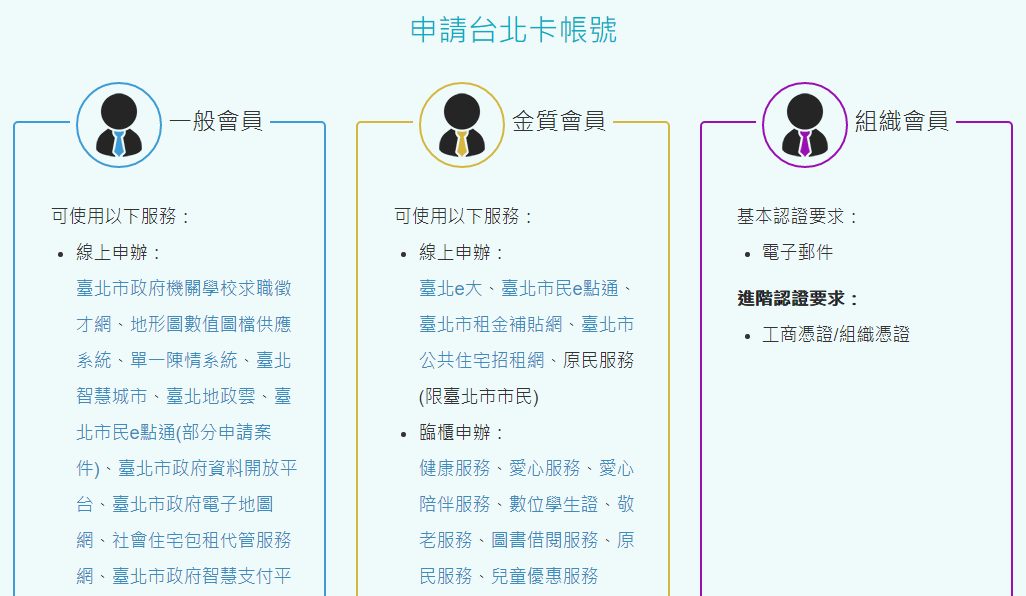 申請台北卡帳號
一般會員
可使用以下服務：
線上申辦：
臺北市政府機關學校求職徵
才網、地形圖數值圖檔供應
系統、單一陳情系統、臺北
智慧城市、臺北地政雲、臺
北市民e點通(部分申請案
件)、臺北市政府資料開放平
台、臺北市政府電子地圖
網、社會住宅包租代管服務
網、臺北市政府智慧支付平
金質會員
可使用以下服務：
線上申辦：
臺北e大、臺北市民e點通、
臺北市租金補貼網、臺北市
公共住宅招租網、原民服務
(限臺北市市民)
臨櫃申辦：
健康服務、愛心服務、愛心
陪伴服務、數位學生證、敬
老服務、圖書借閱服務、原
民服務、兒童優惠服務
組織會員
基本認證要求：
電子郵件
進階認證要求：
工商憑證/組織憑證